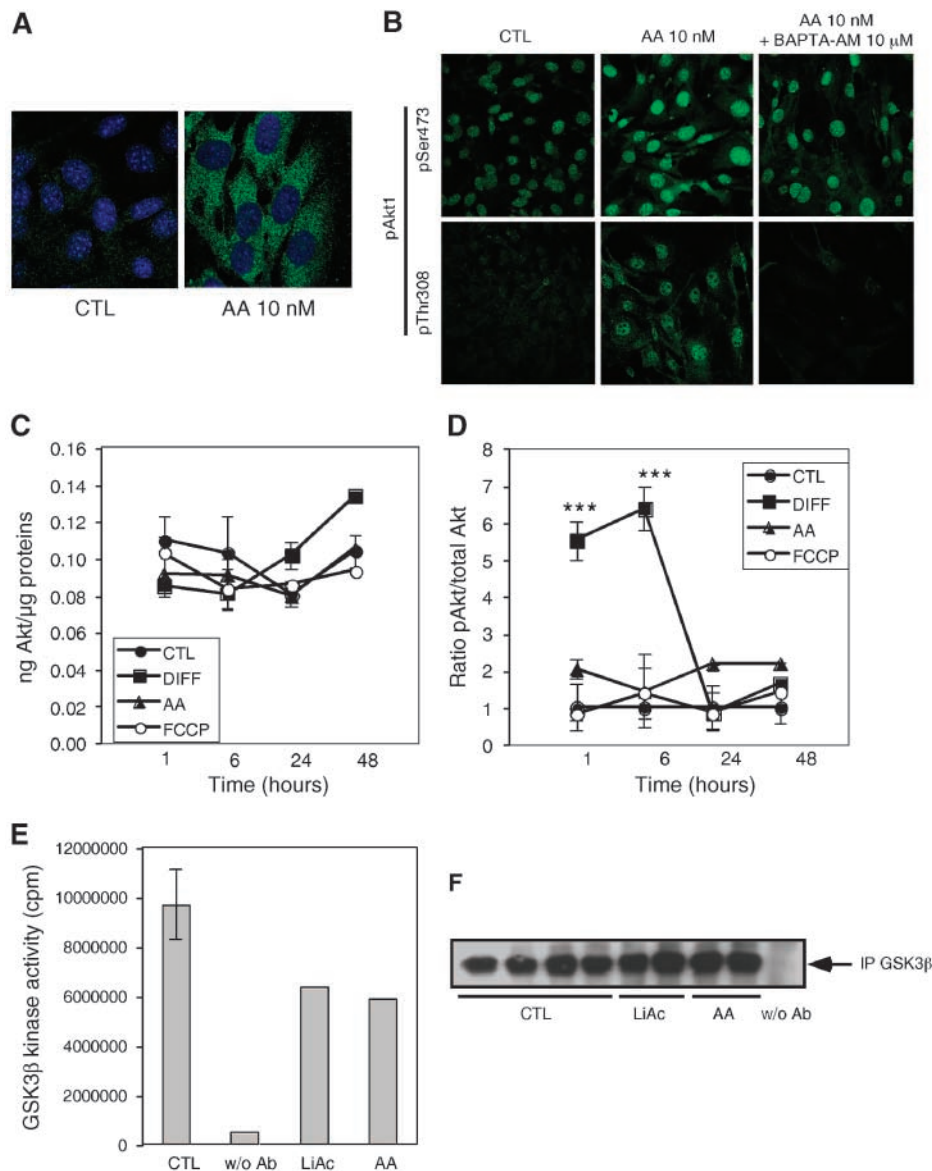 A
CTL
AA 10 nM
B
CTL
AA 10 nM
AA 10 nM
+ BAPTA-AM 10 µM
pAkt1
pSer473
pThr308
C
ng Akt/µg proteins
0.16
0.14
0.12
0.10
0.08
0.06
0.04
0.02
0.00
CTL
DIFF
AA
FCCP
1
6
24
48
Time (hours)
D
Ratio pAkt/total Akt
8
7
6
5
4
3
2
1
0
***
***
CTL
DIFF
AA
FCCP
1
6
24
48
Time (hours)
E
GSK3β kinase activity (cpm)
12000000
10000000
8000000
6000000
4000000
2000000
0
CTL
w/o Ab
LiAc
AA
F
IP GSK3β
CTL
LiAc
AA
w/o Ab